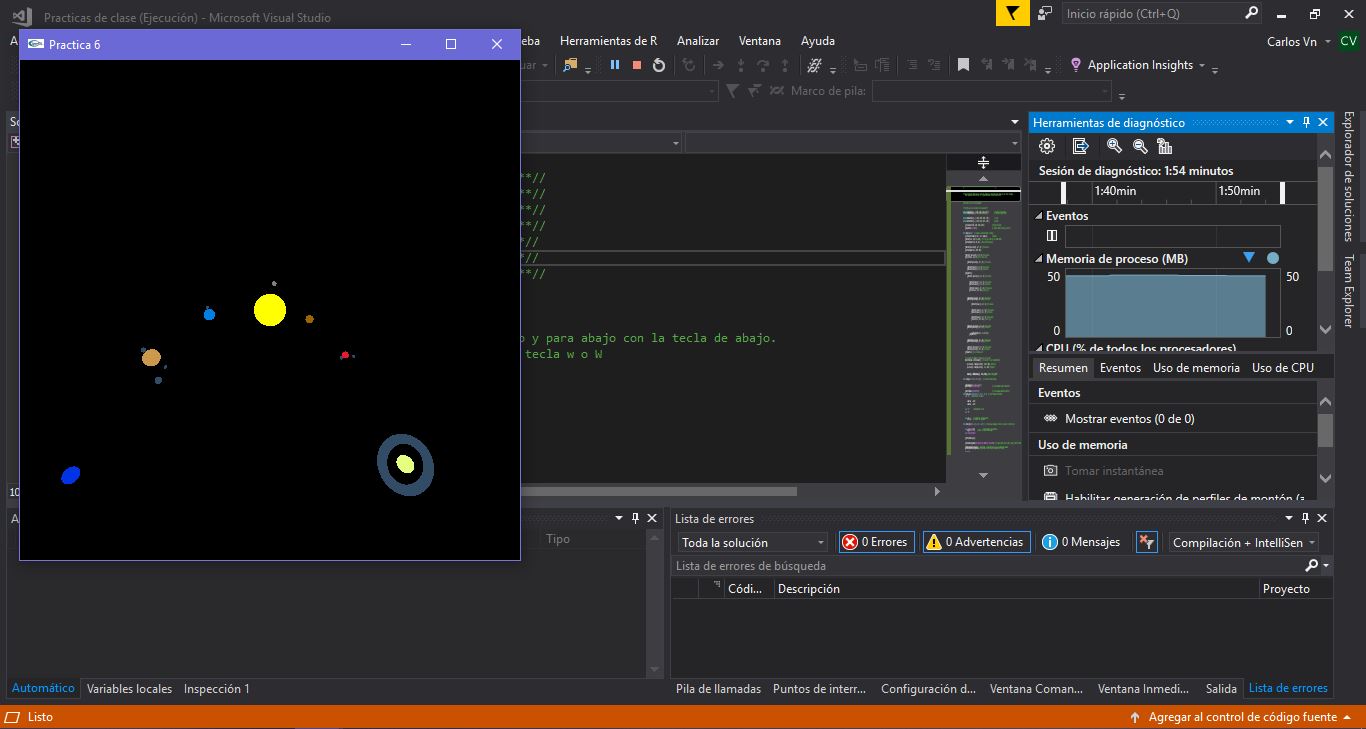 Practicas de clase (Ejecución) - Microsoft Visual Studio
Inicio rápido (Ctrl+Q)
Practica 6
Herramientas de R
Analizar
Ventana
Ayuda
Carlos Vn
CV
Application Insights
Marco de pila:
Herramientas de diagnóstico
Sesión de diagnóstico: 1:54 minutos
1:40min
1:50min
Eventos
Memoria de proceso (MB)
50
50
0
0
CPU (% de todos los procesadores)
Resumen
Eventos
Uso de memoria
Uso de CPU
Eventos
Mostrar eventos (0 de 0)
Uso de memoria
Tomar instantánea
Habilitar generación de perfiles de montón (a
**//
**//
**//
**//
*//
*//
**//
o y para abajo con la tecla de abajo.
tecla w o W
Explorador de soluciones
Team Explorer
Tipo
Automático
Variables locales
Inspección 1
Lista de errores
Toda la solución
0 Errores
0 Advertencias
0 Mensajes
Compilación + IntelliSen
Lista de errores de búsqueda
Códi...
Descripción
Proyecto
Pila de llamadas
Puntos de interr...
Configuración d...
Ventana Coman...
Ventana Inmedi...
Salida
Lista de errores
Listo
Agregar al control de código fuente